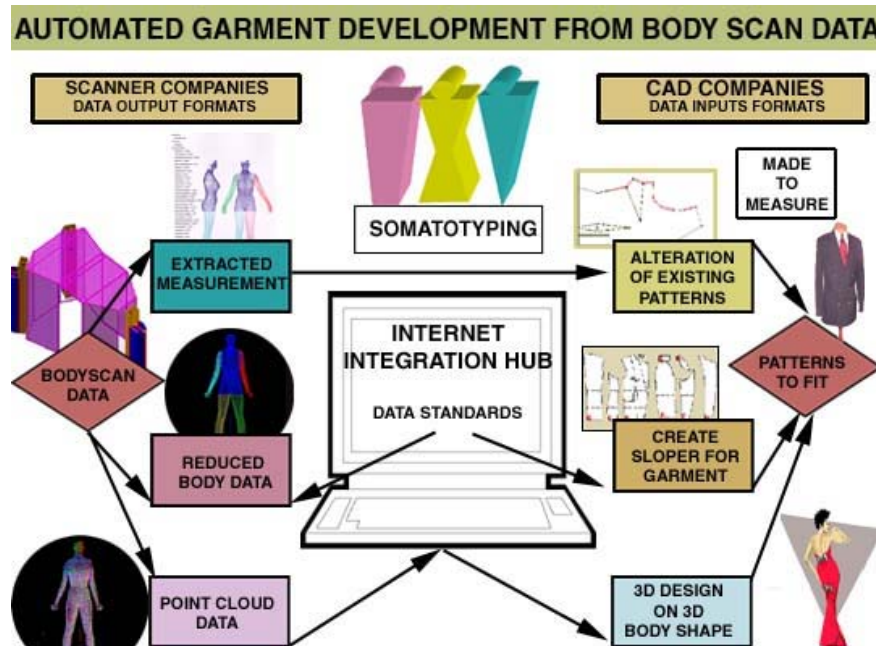 AUTOMATED GARMENT DEVELOPMENT FROM BODY SCAN DATA
SCANNER COMPANIES
DATA OUTPUT FORMATS
CAD COMPANIES
DATA INPUTS FORMATS
MADE
TO
MEASURE
SOMATOTYPING
EXTRACTED
MEASUREMENT
ALTERATION
OF EXISTING
PATTERNS
INTERNET
INTEGRATION HUB
DATA STANDARDS
BODYSCAN
DATA
PATTERNS
TO FIT
REDUCED
BODY DATA
CREATE
SLOPER FOR
GARMENT
POINT CLOUD
DATA
3D DESIGN
ON 3D
BODY SHAPE